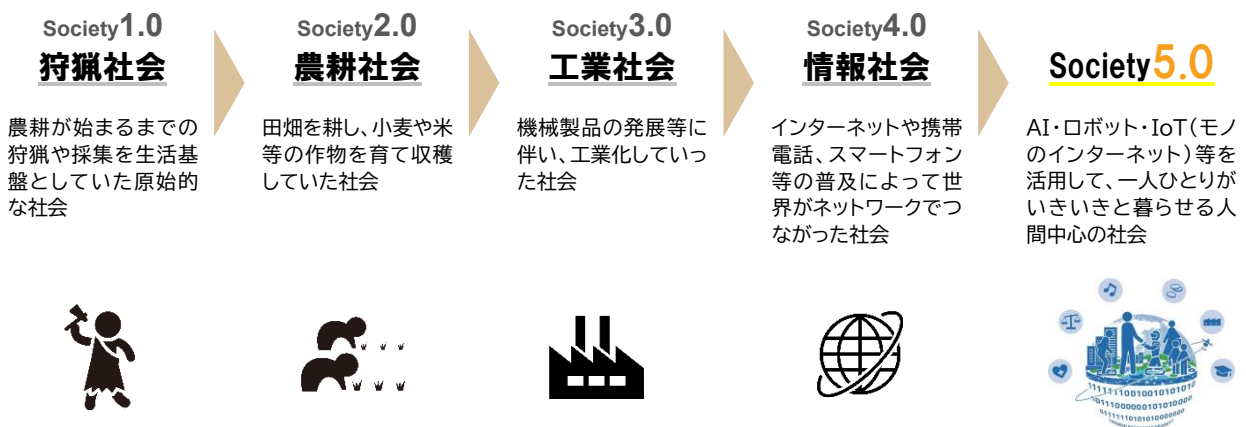 Society1.0
狩猟社会
農耕が始まるまでの
狩猟や採集を生活基
盤としていた原始的
な社会
Society2.0
農耕社会
田畑を耕し、小麦や米
等の作物を育て収穫
していた社会
Society3.0
工業社会
機械製品の発展等に
伴い、工業化していっ
た社会
Society4.0
情報社会
インターネットや携帯
電話、スマートフォン
等の普及によって世
界がネットワークでつ
ながった社会
Society5.0
AI・ロボット・IoT(モノ
のインターネット)等を
活用して、一人ひとりが
いきいきと暮らせる人
間中心の社会